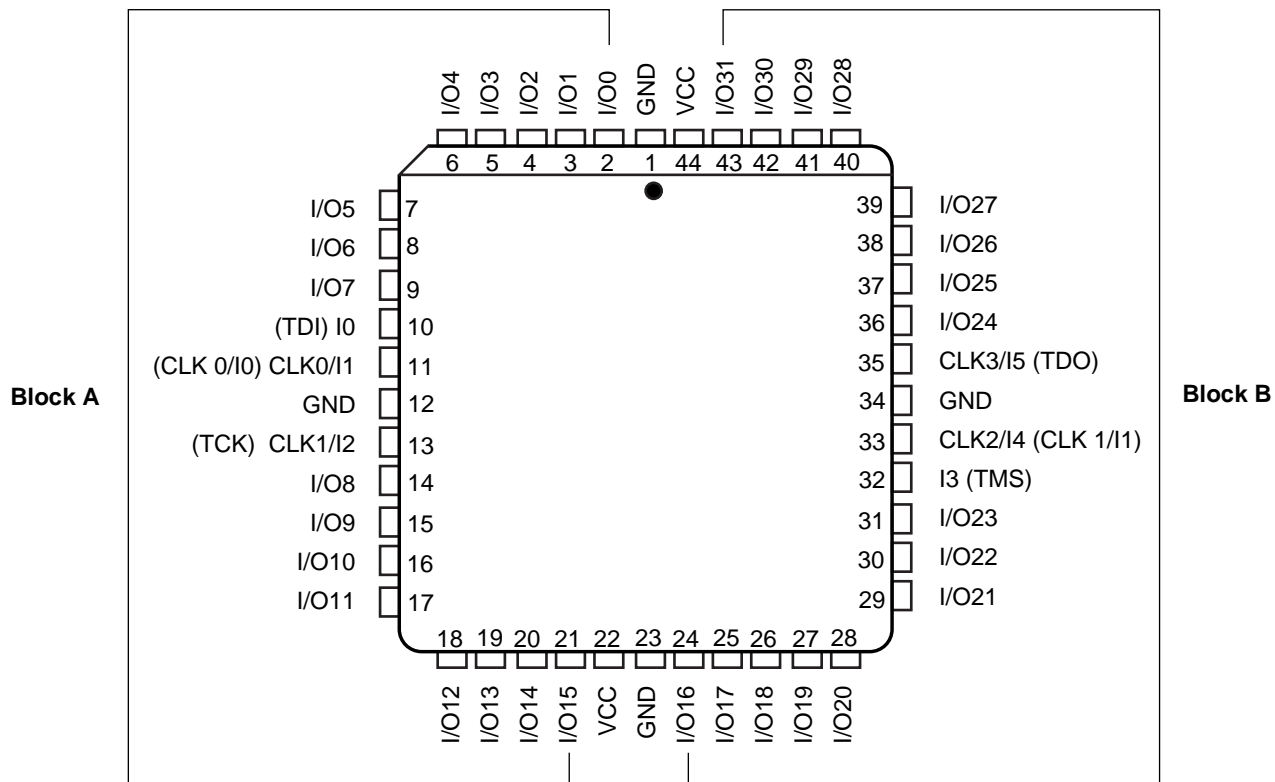 I/O4 I/O3 I/O2 I/O1 I/O0 GND VCC I/O31 I/O30 I/O29 I/O28
6 5 4 3 2 1 44 43 42 41 40
I/O5 7 39 I/O27
I/O6 8 38 I/O26
I/O7 9 37 I/O25
(TDI) I0 10 36 I/O24
(CLK 0/I0) CLK0/I1 11 35 CLK3/I5 (TDO)
Block A GND 12 34 GND Block B
(TCK) CLK1/I2 13 33 CLK2/I4 (CLK 1/I1)
I/O8 14 32 I3 (TMS)
I/O9 15 31 I/O23
I/O10 16 30 I/O22
I/O11 17 29 I/O21
18 19 20 21 22 23 24 25 26 27 28
I/O12 I/O13 I/O14 I/O15 VCC GND I/O16 I/O17 I/O18 I/O19 I/O20